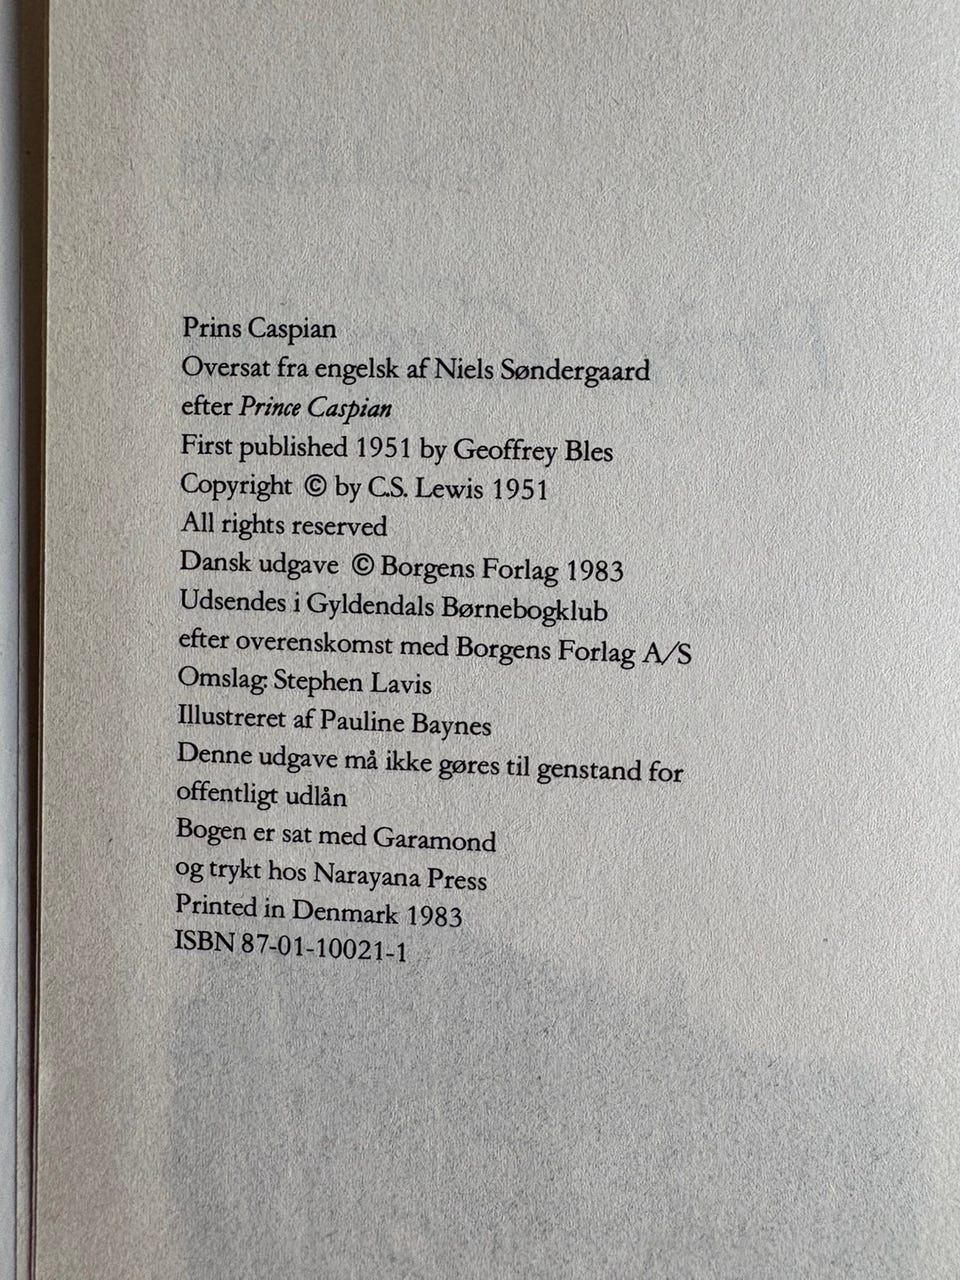 Prins Caspian
Oversat fra engelsk af Niels Søndergaard
efter Prince Caspian
First published 1951 by Geoffrey Bles
Copyright © by C.S. Lewis 1951
All rights reserved
Dansk udgave © Borgens Forlag 1983
Udsendes i Gyldendals Børnebogklub
efter overenskomst med Borgens Forlag A/S
Omslag: Stephen Lavis
Illustreret af Pauline Baynes
Denne udgave må ikke gøres til genstand for
offentligt udlån
Bogen er sat med Garamond
og trykt hos Narayana Press
Printed in Denmark 1983
ISBN 87-01-10021-1